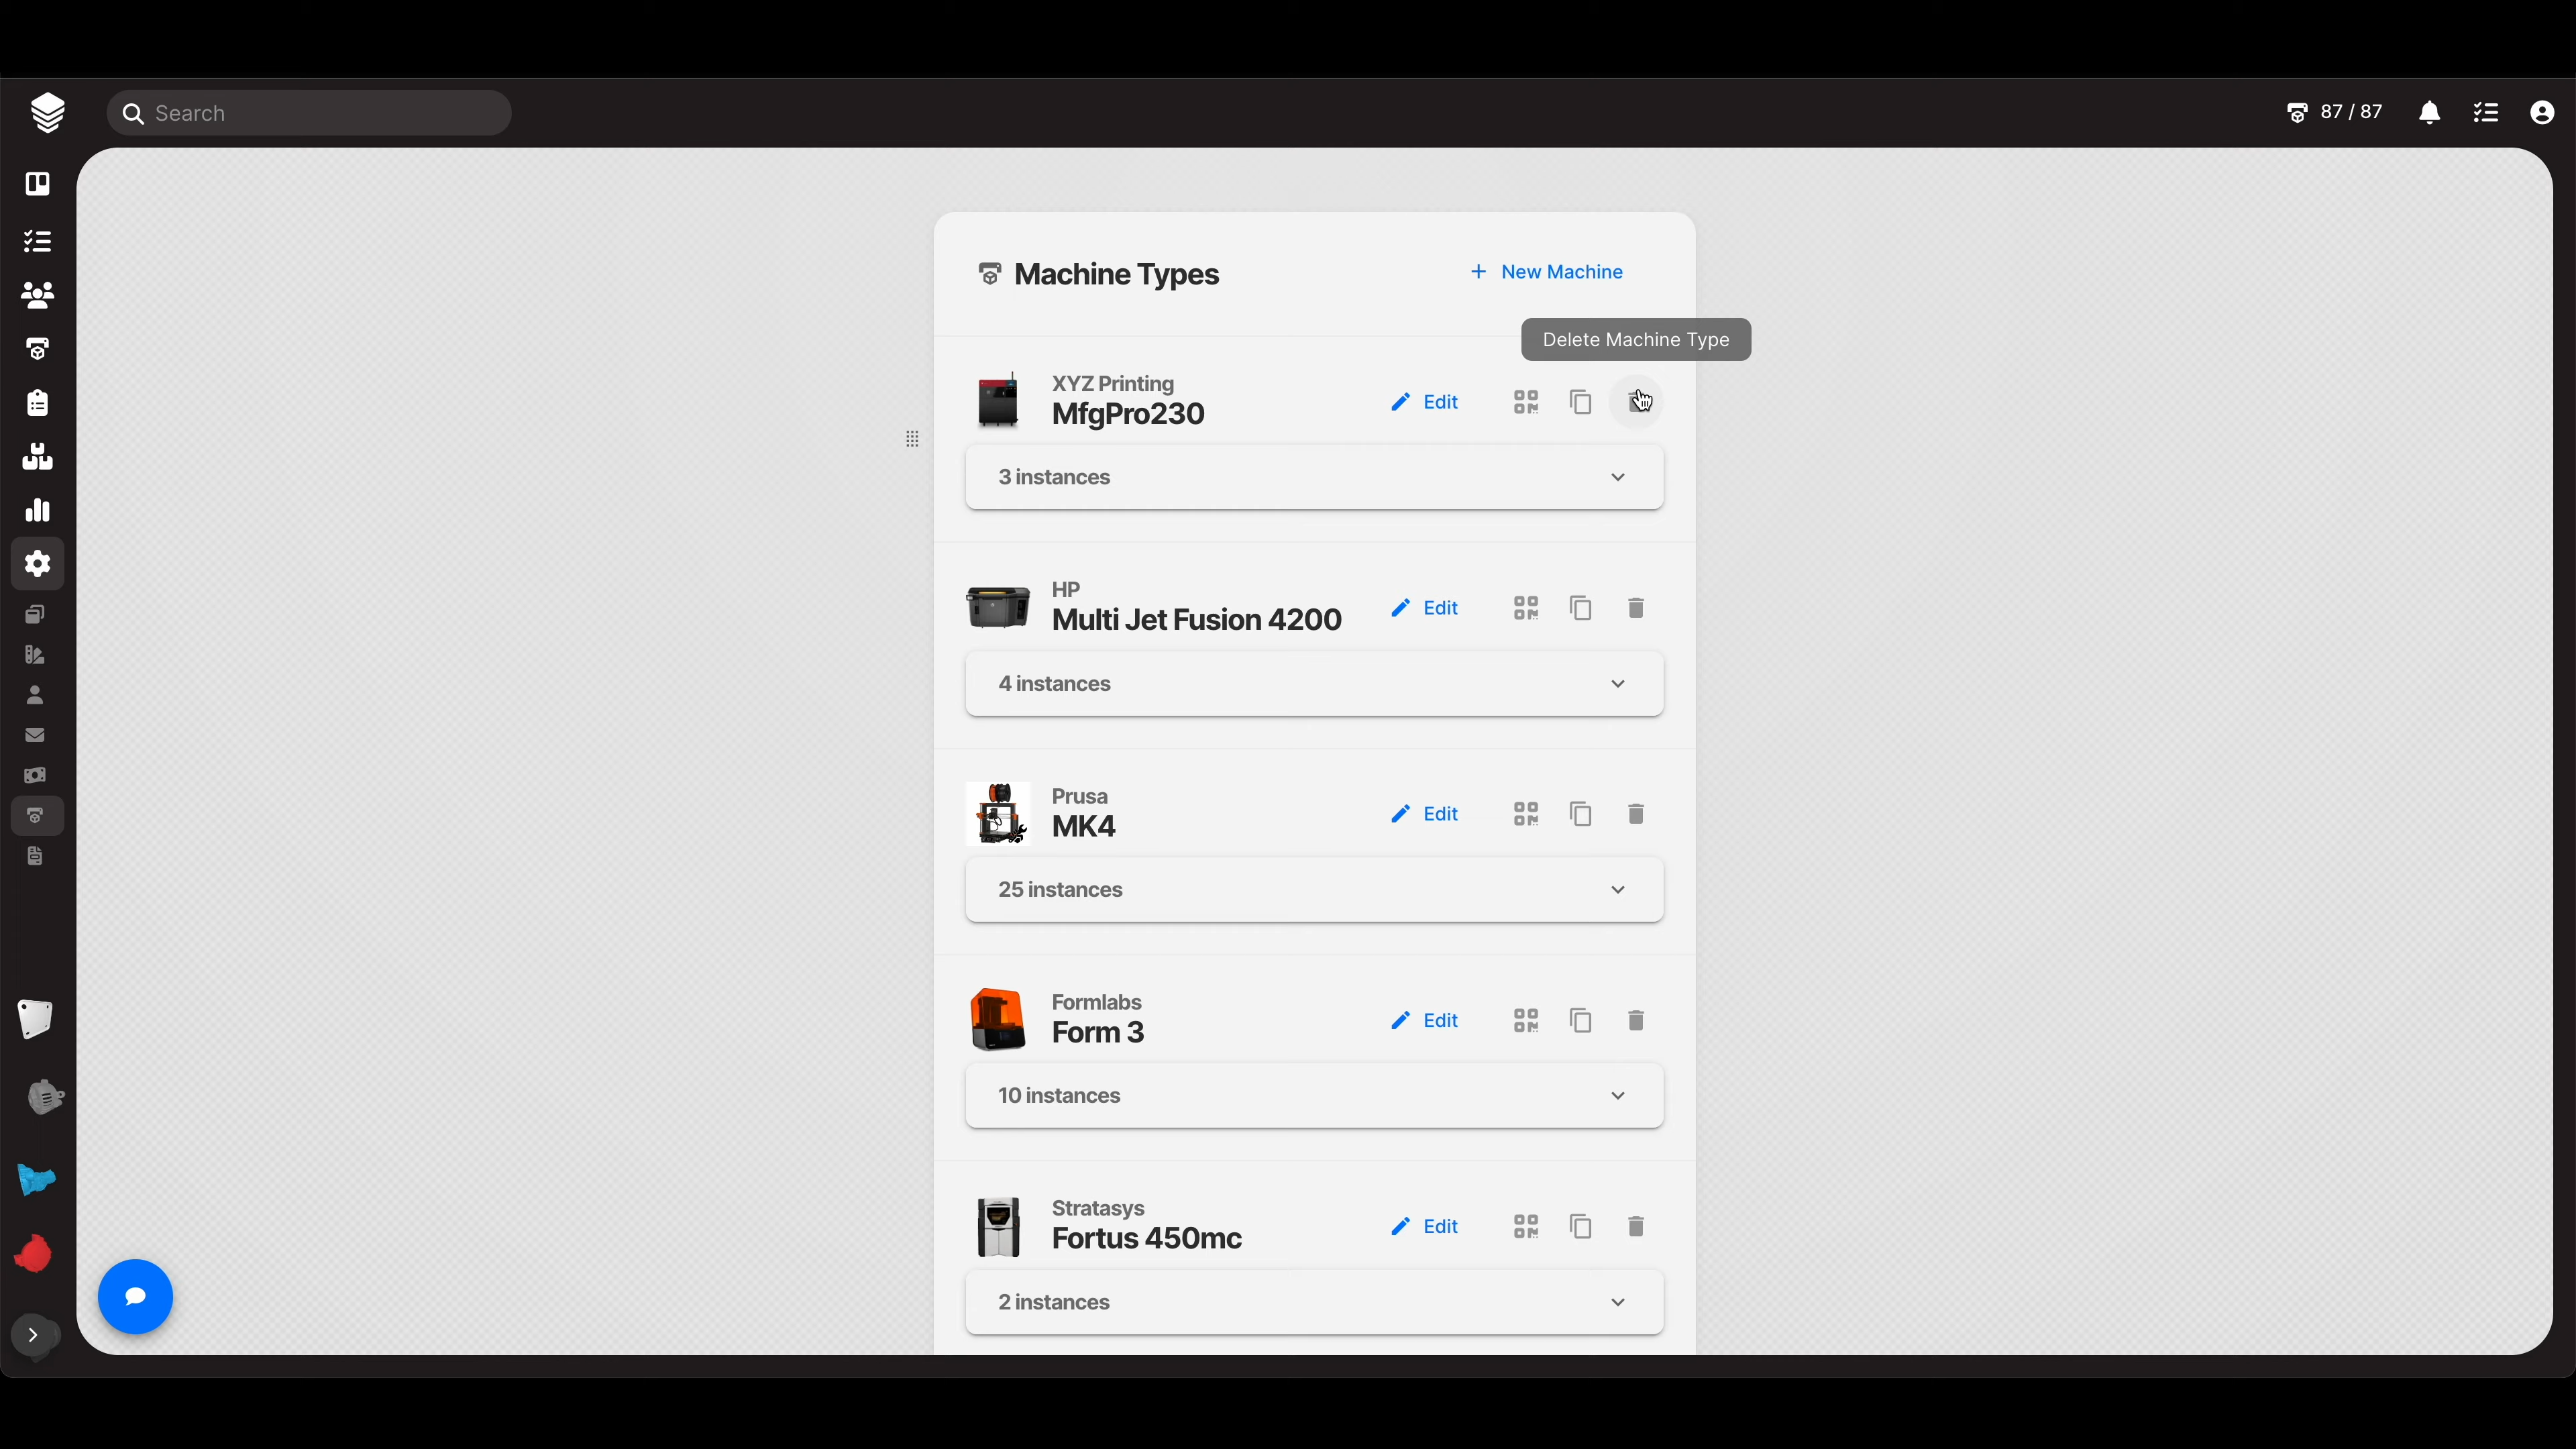 Search
87 / 87
Machine Types
New Machine
Delete Machine Type
XYZ Printing
MfgPro230
Edit
3 instances
HP
Multi Jet Fusion 4200
Edit
4 instances
Prusa
MK4
Edit
25 instances
Formlabs
Form 3
Edit
10 instances
Stratasys
Fortus 450mc
Edit
2 instances